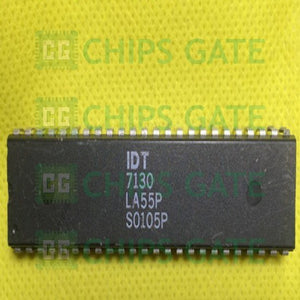 CHIPS GATE
CHIPS GATE
IDT
7130
LA55P
S0105P
CHIPS GATE
CHIPS GATE